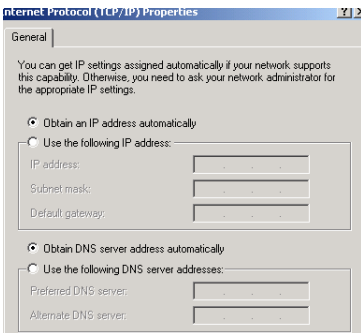 nternet Protocol (TCP/IP) Properties
General
You can get IP settings assigned automatically if your network supports
this capability. Otherwise, you need to ask your network administrator for
the appropriate IP settings.
Obtain an IP address automatically
Use the following IP address:
IP address:
Subnet mask:
Default gateway:
Obtain DNS server address automatically
Use the following DNS server addresses:
Preferred DNS server:
Alternate DNS server: